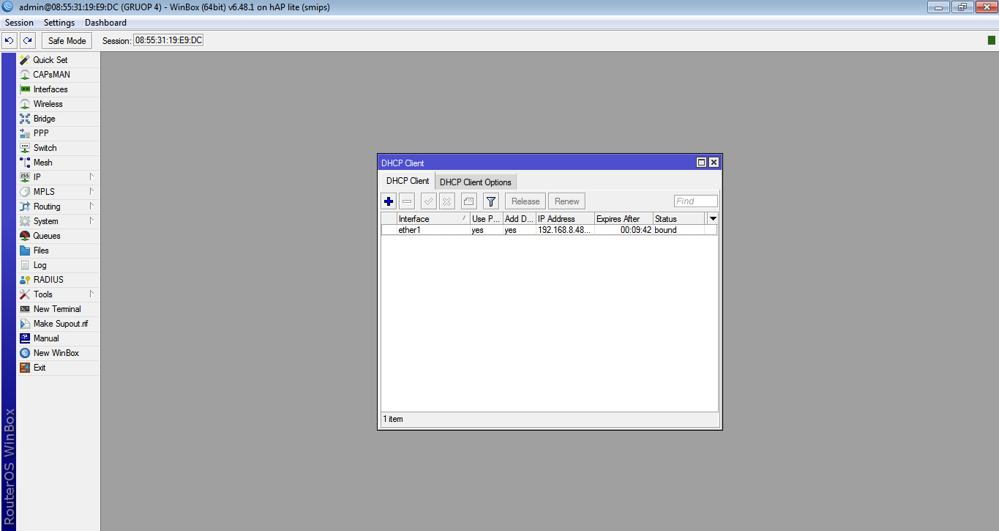 admin@08:55:31:19:E9:DC (GRUOP 4) - WinBox (64bit) v6.48.1 on hAP lite (smips)
Session Settings Dashboard
Safe Mode Session: 08:55:31:19:E9:DC
Quick Set
CAPsMAN
Interfaces
Wireless
Bridge
PPP
Switch
Mesh
IP
MPLS
Routing
System
Queues
Files
Log
RADIUS
Tools
New Terminal
Make Supout.rif
Manual
New WinBox
Exit
RouterOS WinBox
DHCP Client
DHCP Client DHCP Client Options
Release Renew Find
Interface Use P... Add D... IP Address Expires After Status
ether1 yes yes 192.168.8.48... 00:09:42 bound
1 item